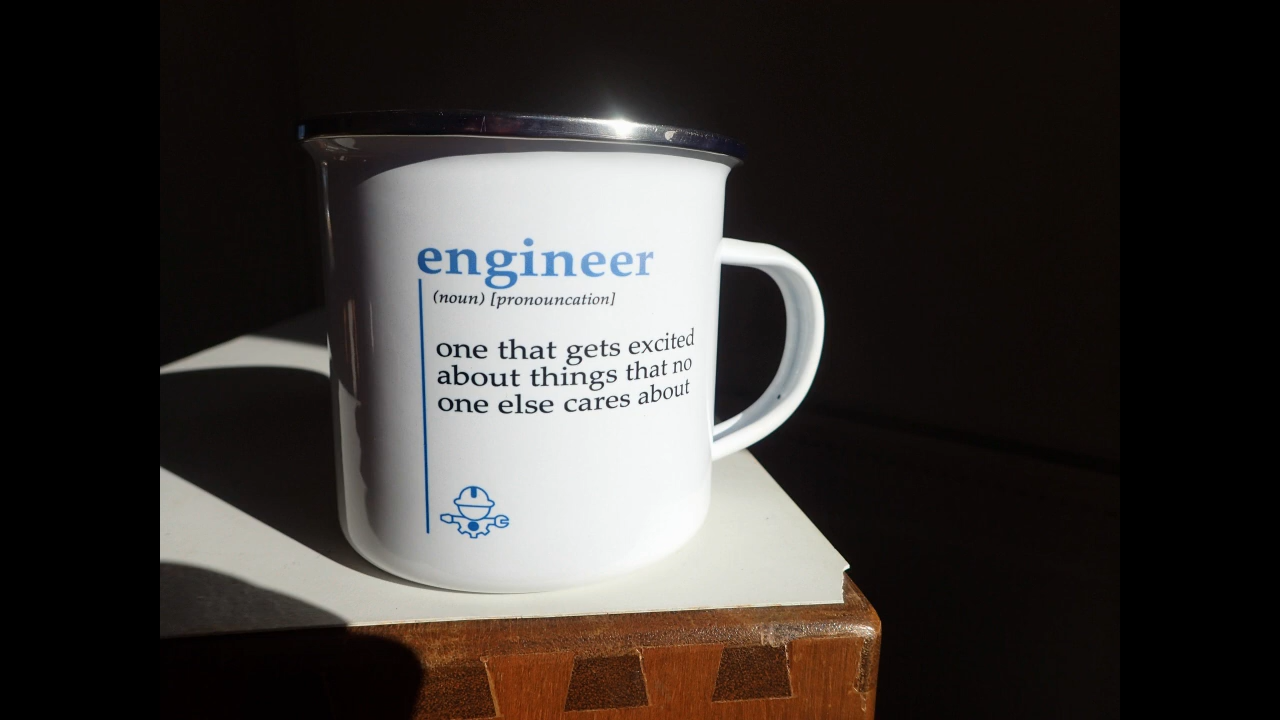 engineer
(noun) [pronouncation]
one that gets excited
about things that no
one else cares about